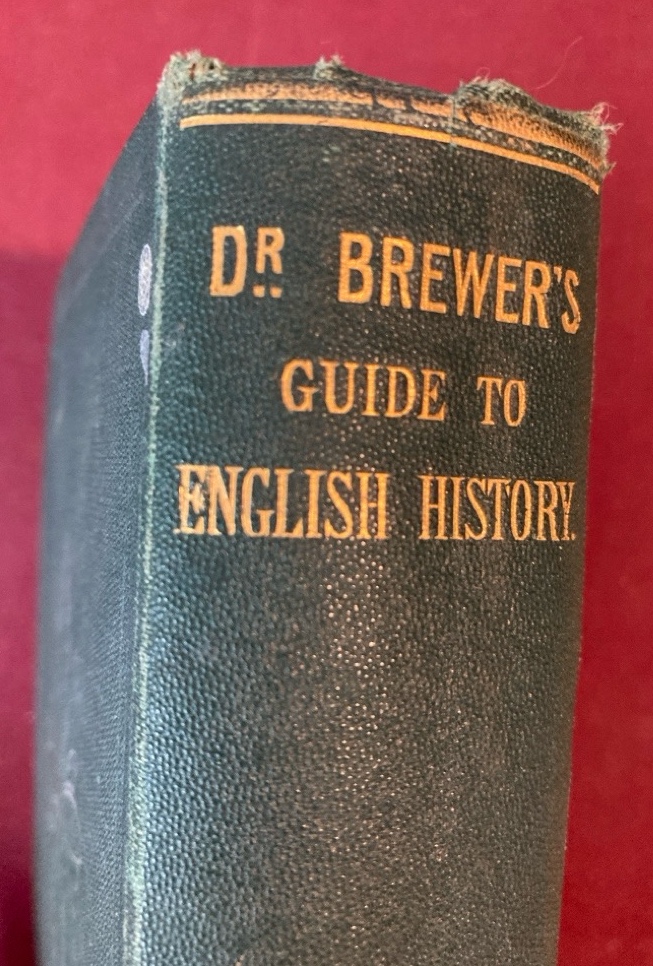 DR. BREWER'S
GUIDE TO
ENGLISH HISTORY.